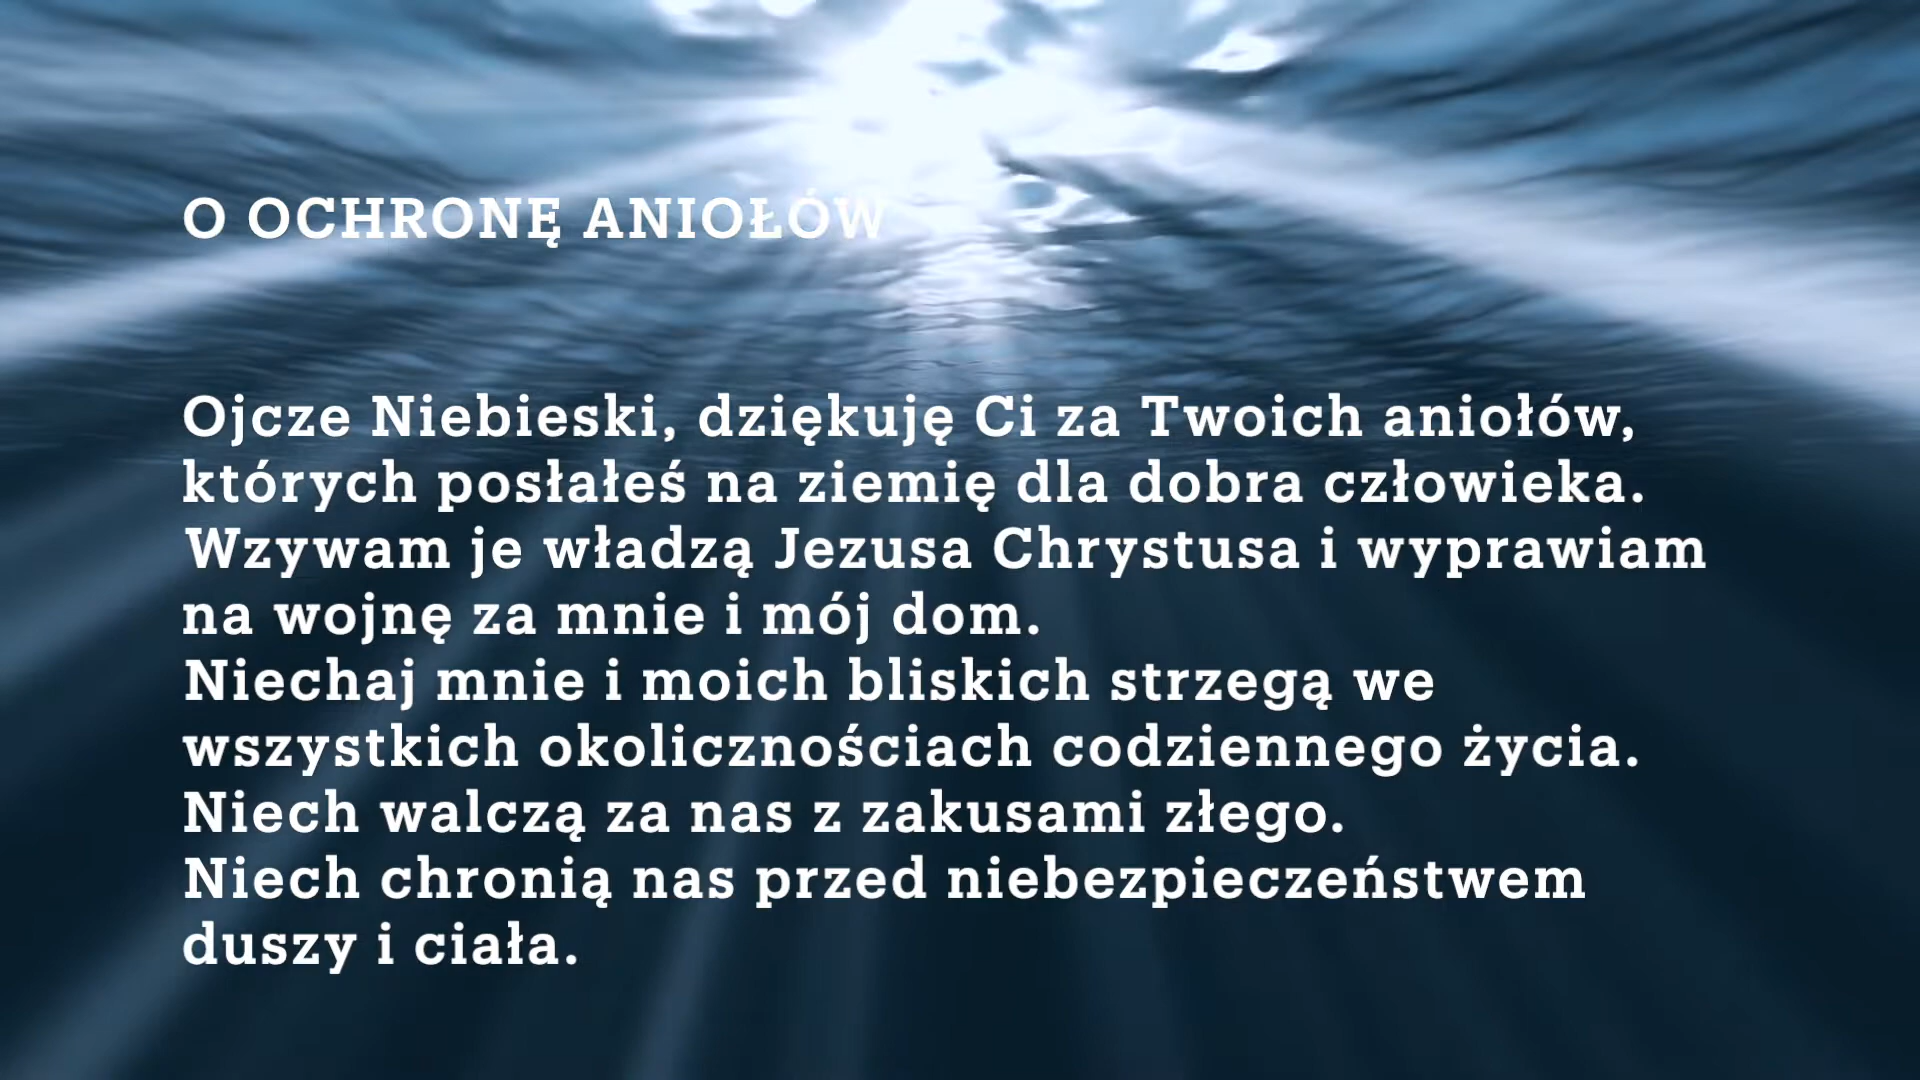 O OCHRONĘ ANIOŁÓW
Ojcze Niebieski, dziękuję Ci za Twoich aniołów,
których posłałeś na ziemię dla dobra człowieka.
Wzywam je władzą Jezusa Chrystusa i wyprawiam
na wojnę za mnie i mój dom.
Niechaj mnie i moich bliskich strzegą we
wszystkich okolicznościach codziennego życia.
Niech walczą za nas z zakusami złego.
Niech chronią nas przed niebezpieczeństwem
duszy i ciała.